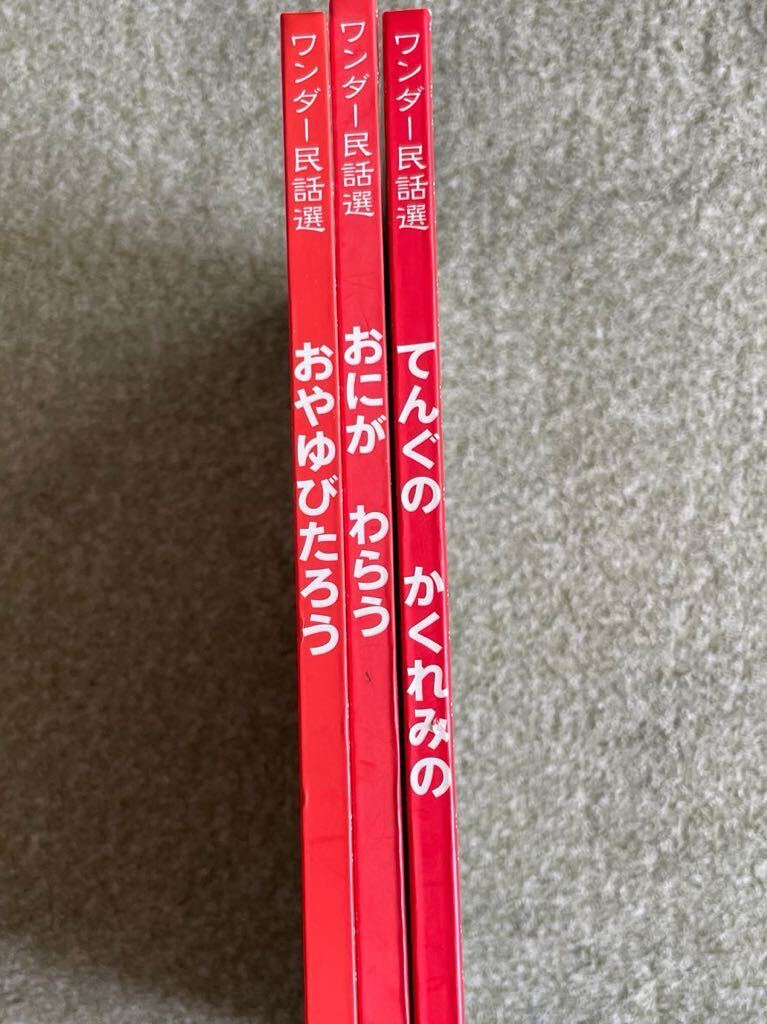 ワンダー民話選
おやゆびたろう
ワンダー民話選
おにが わらう
ワンダー民話選
てんぐの かくれみの